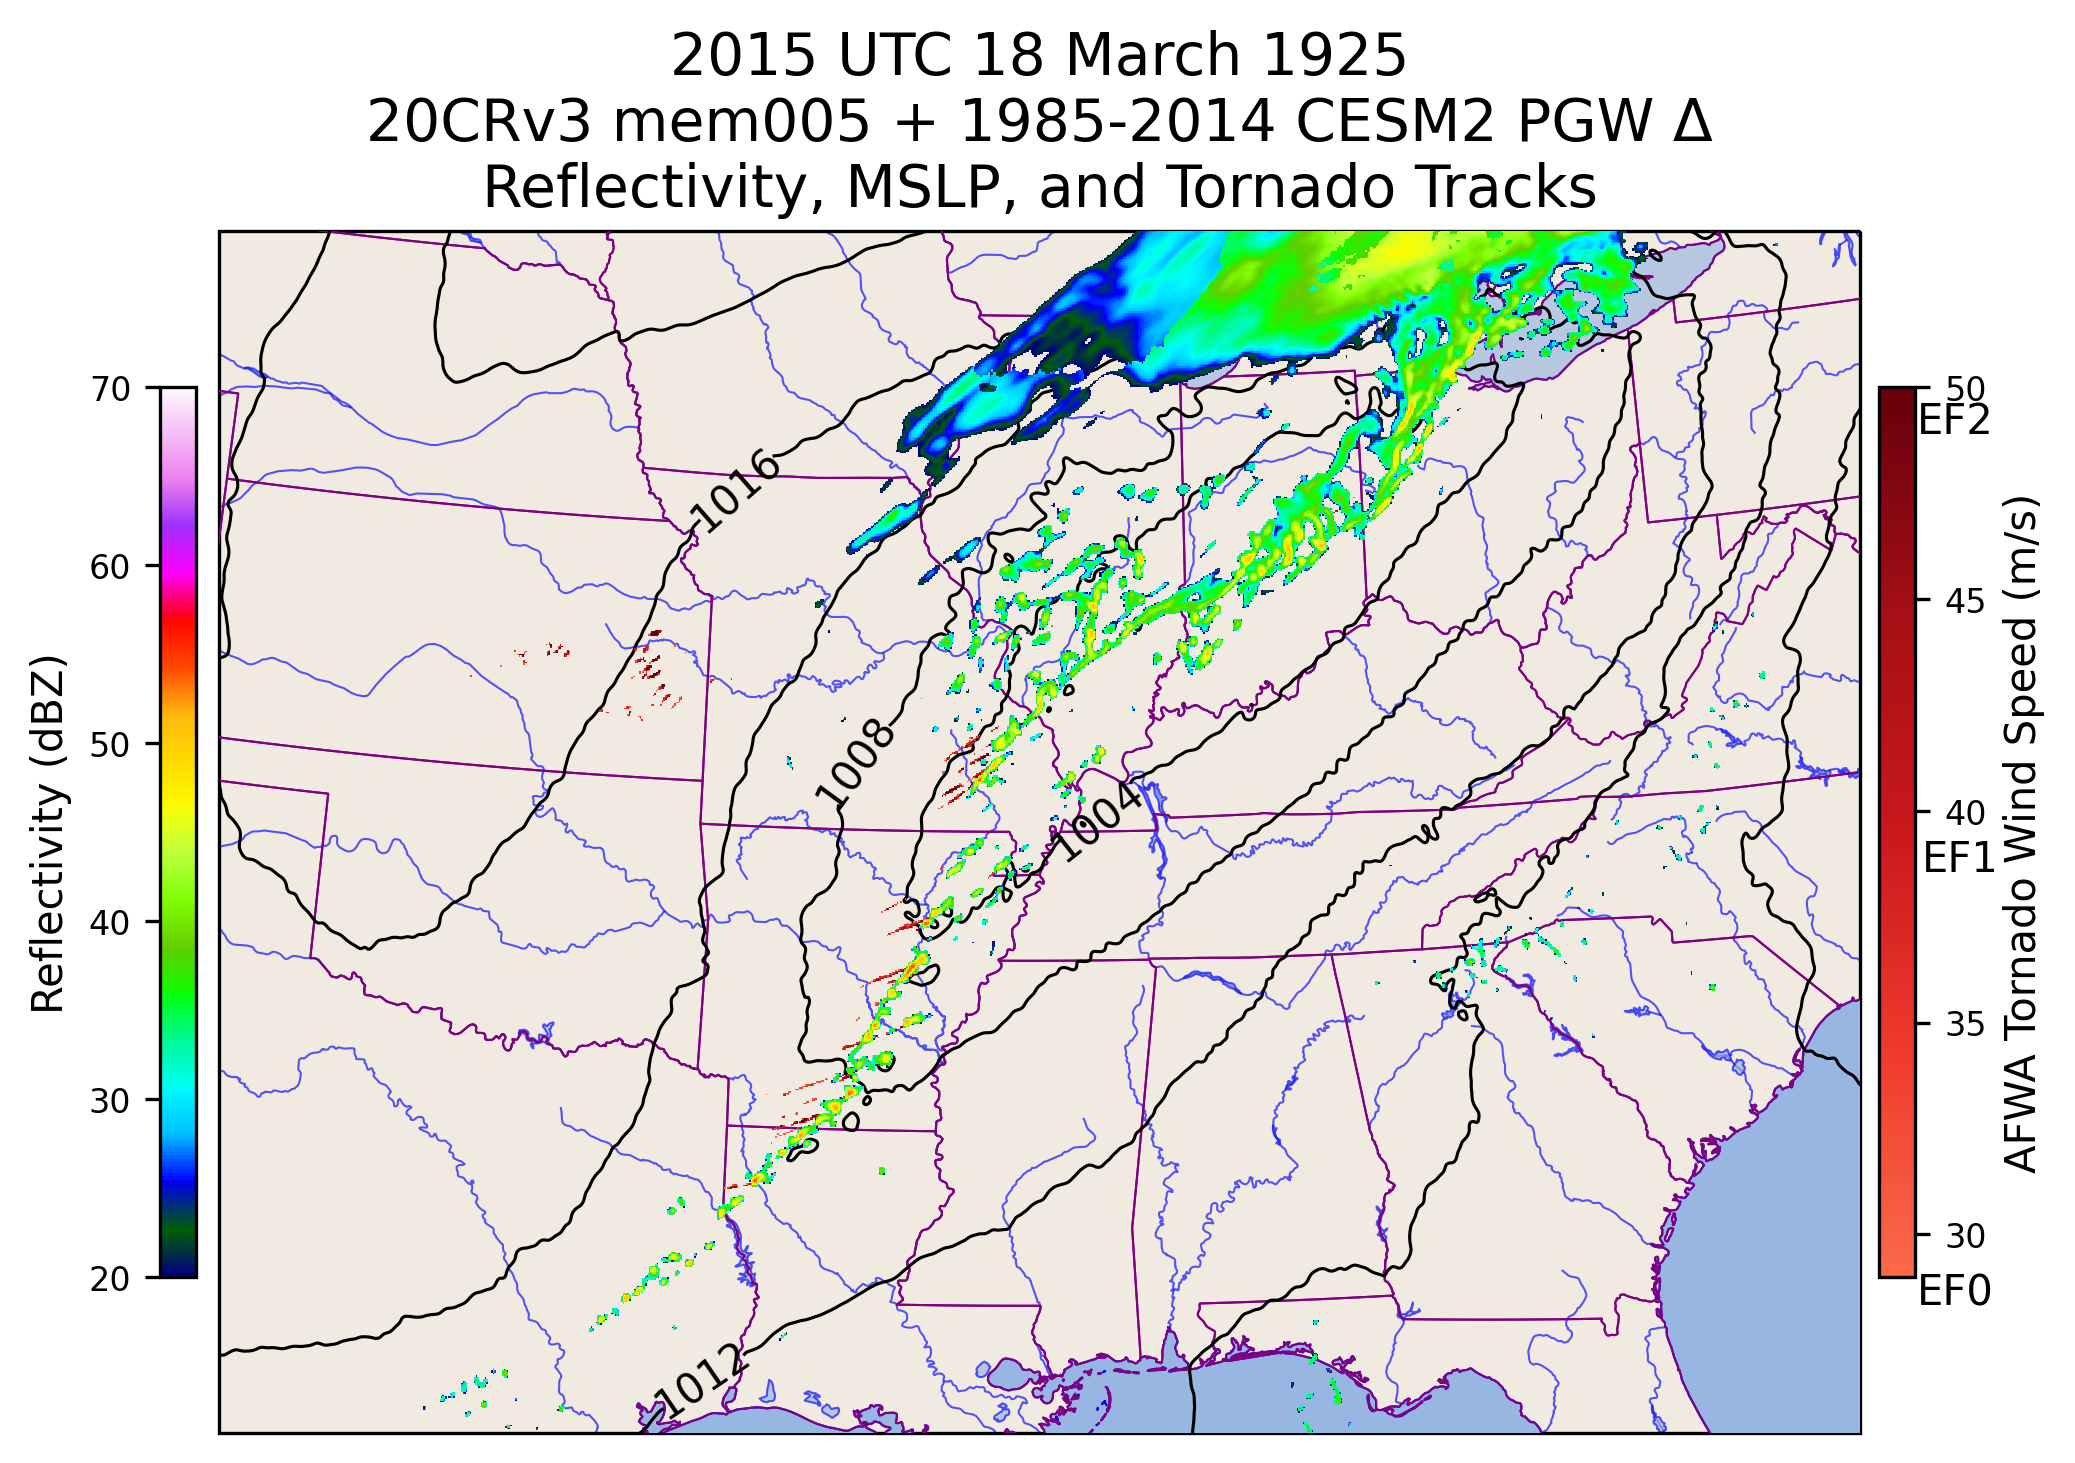 2015 UTC 18 March 1925
20CRv3 mem005 + 1985-2014 CESM2 PGW Δ
Reflectivity, MSLP, and Tornado Tracks
70
60
50
40
30
20
Reflectivity (dBZ)
1016
1008
1004
1012
50
EF2
45
40
EF1
35
30
EF0
AFWA Tornado Wind Speed (m/s)